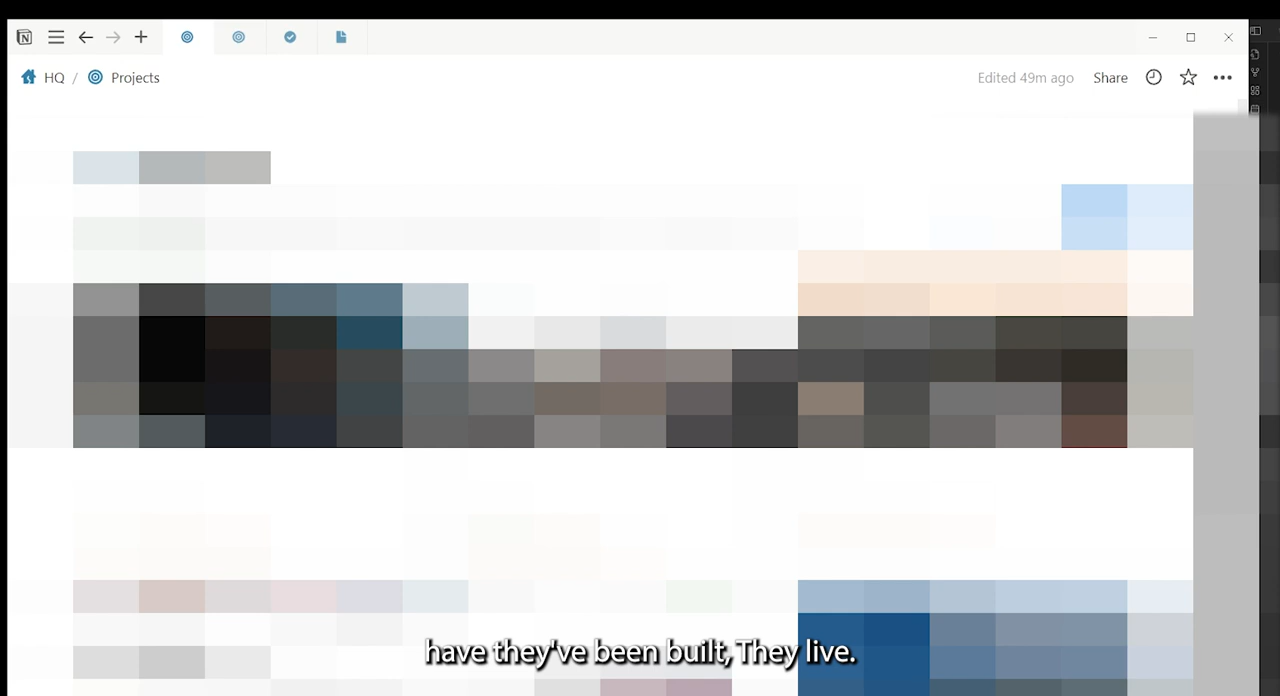 HQ / Projects
Edited 49m ago Share
have they've been built, They live.